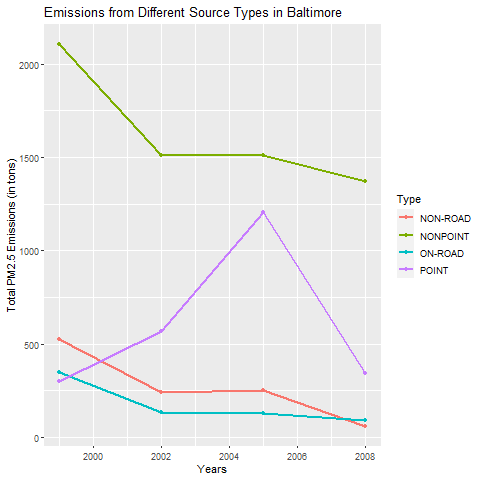 Emissions from Different Source Types in Baltimore
Total PM2.5 Emissions (in tons)
2000
1500
1000
500
0
2000
2002
2004
2006
2008
Years
Type
NON-ROAD
NONPOINT
ON-ROAD
POINT